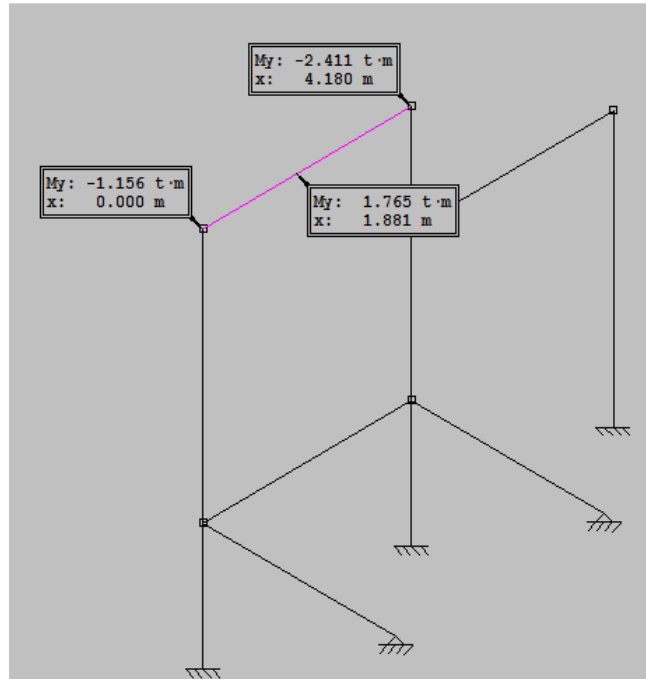 My: -2.411 t·m
x: 4.180 m
My: -1.156 t·m
x: 0.000 m
My: 1.765 t·m
x: 1.881 m